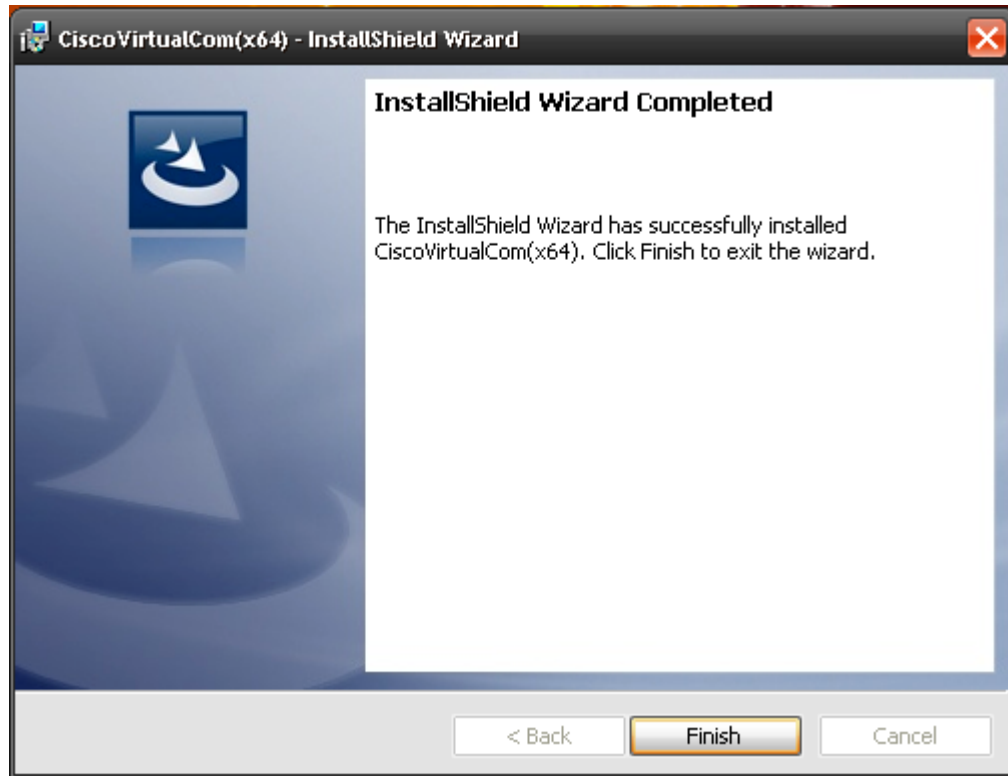 CiscoVirtualCom(x64) - InstallShield Wizard
InstallShield Wizard Completed
The InstallShield Wizard has successfully installed
CiscoVirtualCom(x64). Click Finish to exit the wizard.
< Back
Finish
Cancel